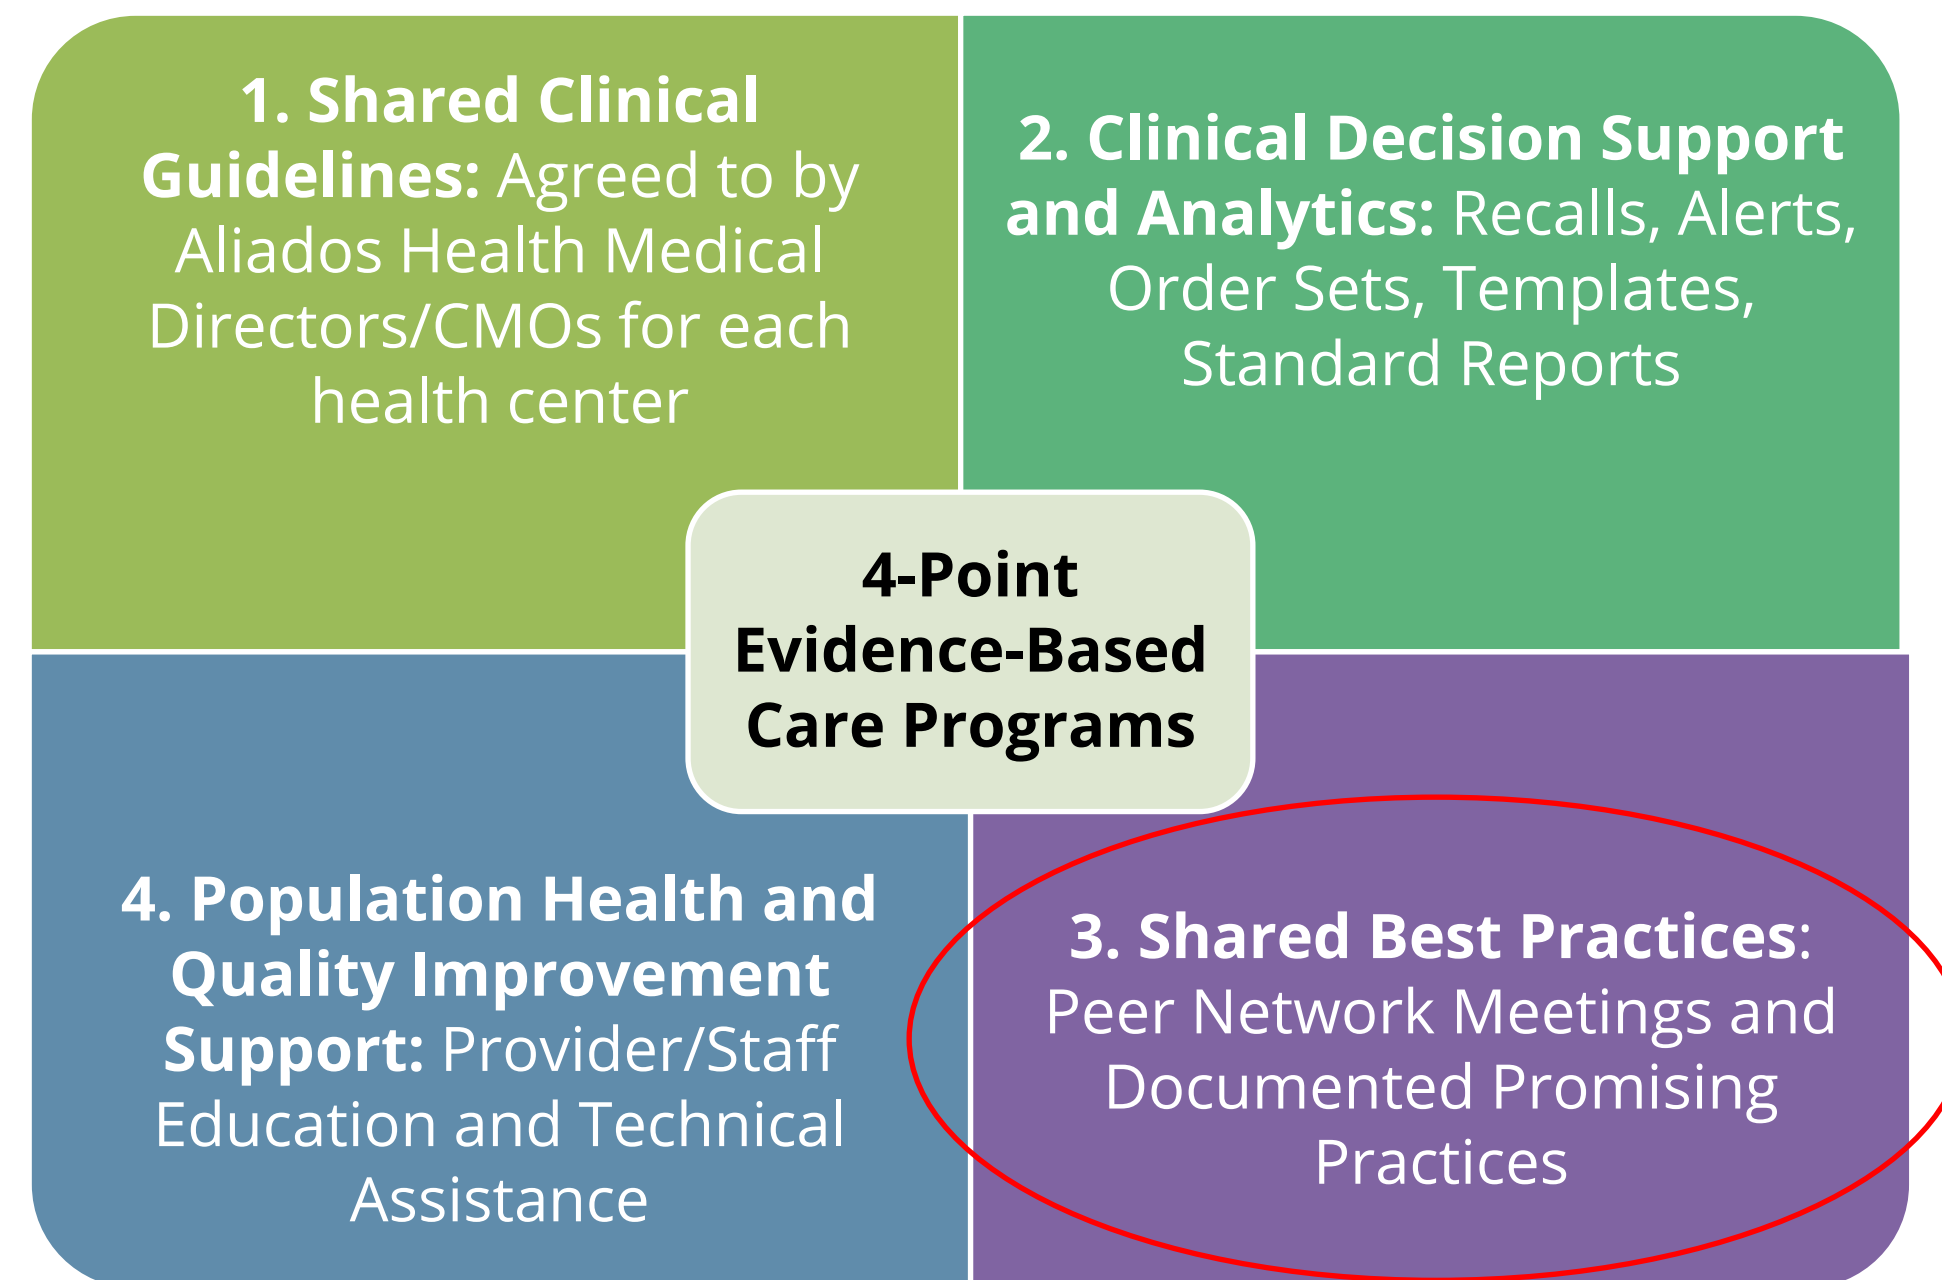 1. Shared Clinical
Guidelines: Agreed to by
Aliados Health Medical
Directors/CMOs for each
health center
2. Clinical Decision Support
and Analytics: Recalls, Alerts,
Order Sets, Templates,
Standard Reports
4-Point
Evidence-Based
Care Programs
3. Shared Best Practices:
Peer Network Meetings and
Documented Promising
Practices
4. Population Health and
Quality Improvement
Support: Provider/Staff
Education and Technical
Assistance